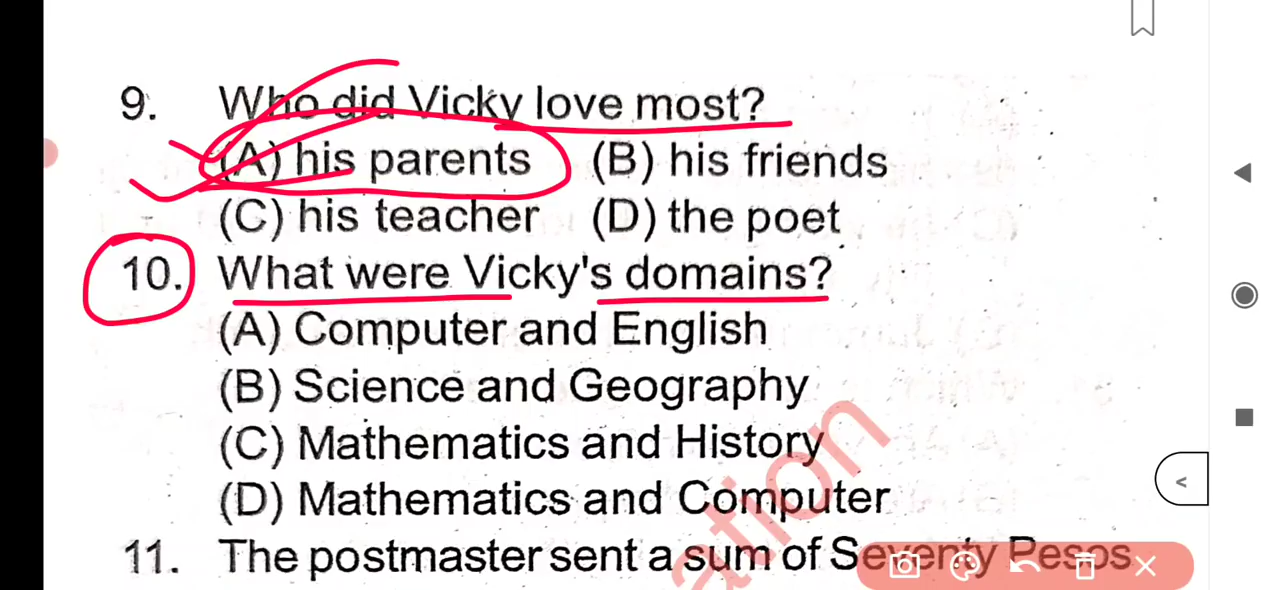 9. Who did Vicky love most?
(A) his parents (B) his friends
(C) his teacher (D) the poet
10. What were Vicky's domains?
(A) Computer and English
(B) Science and Geography
(C) Mathematics and History
(D) Mathematics and Computer
11. The postmaster sent a sum of Seventy Pesos
ation